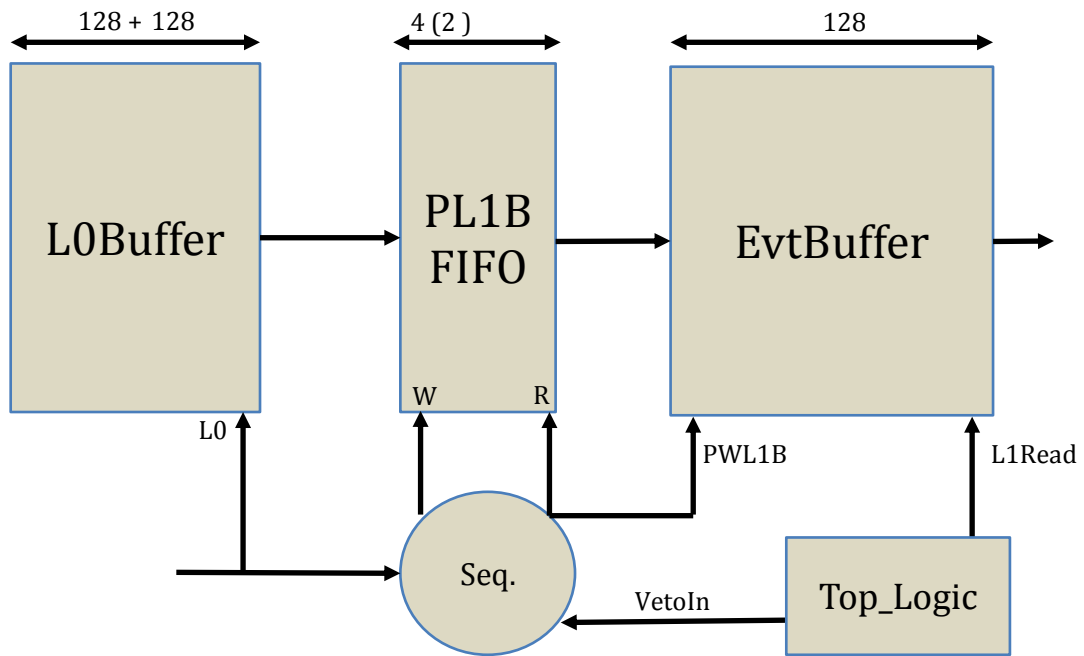 128 + 128
4 (2 )
128
L0Buffer
PL1B
FIFO
EvtBuffer
W
R
L0
PWL1B
L1Read
Seq.
VetoIn
Top_Logic